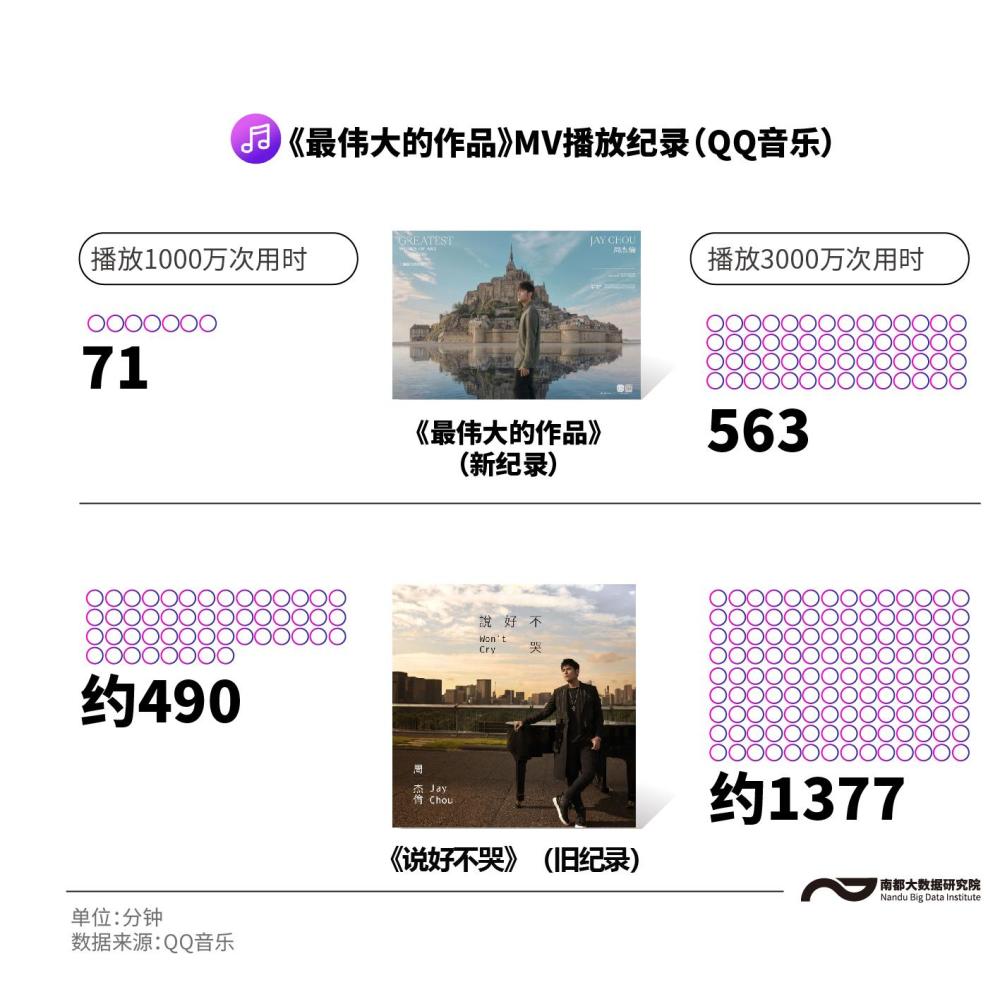 《最伟大的作品》MV播放纪录（QQ音乐）
播放1000万次用时
播放3000万次用时
GREATEST
JAY CHOU
周杰倫
71
563
《最伟大的作品》
（新纪录）
說好不哭
Won't
Cry
周杰倫
Jay
Chou
约490
约1377
《说好不哭》（旧纪录）
南都大数据研究院
Nandu Big Data Institute
单位：分钟
数据来源：QQ音乐